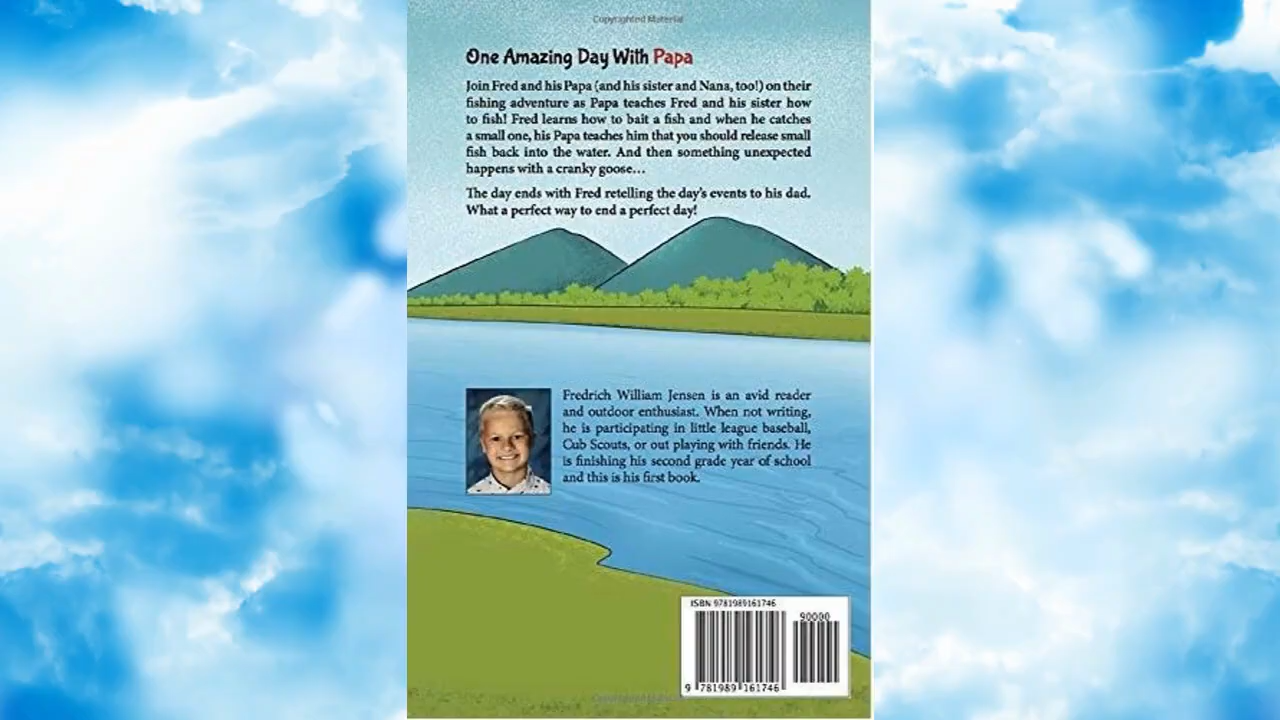 Copyrighted Material
One Amazing Day With Papa
Join Fred and his Papa (and his sister and Nana, too!) on their
fishing adventure as Papa teaches Fred and his sister how
to fish! Fred learns how to bait a fish and when he catches
a small one, his Papa teaches him that you should release small
fish back into the water. And then something unexpected
happens with a cranky goose...
The day ends with Fred retelling the day's events to his dad.
What a perfect way to end a perfect day!
Fredrich William Jensen is an avid reader
and outdoor enthusiast. When not writing,
he is participating in little league baseball,
Cub Scouts, or out playing with friends. He
is finishing his second grade year of school
and this is his first book.
ISBN 9781989161746
90000
9 781989 161746
Copyrighted Material